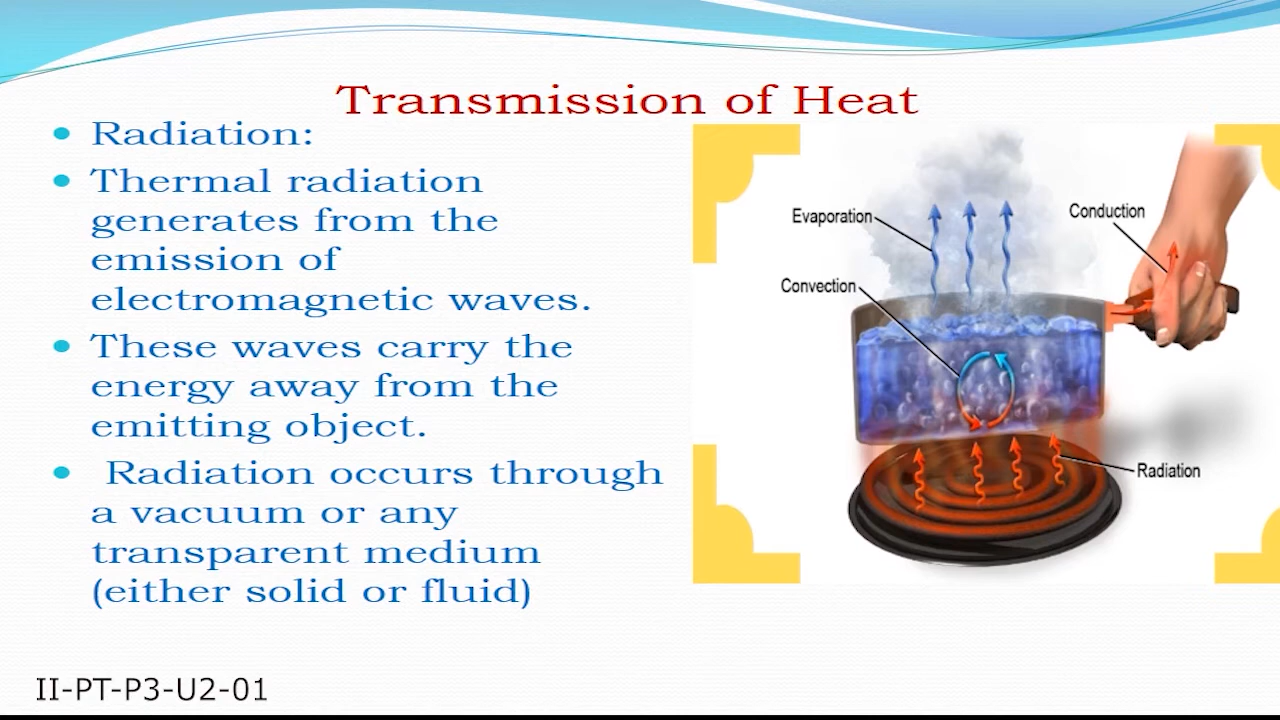 Transmission of Heat
Radiation:
Thermal radiation
generates from the
emission of
electromagnetic waves.
These waves carry the
energy away from the
emitting object.
Radiation occurs through
a vacuum or any
transparent medium
(either solid or fluid)
Evaporation
Conduction
Convection
Radiation
II-PT-P3-U2-01